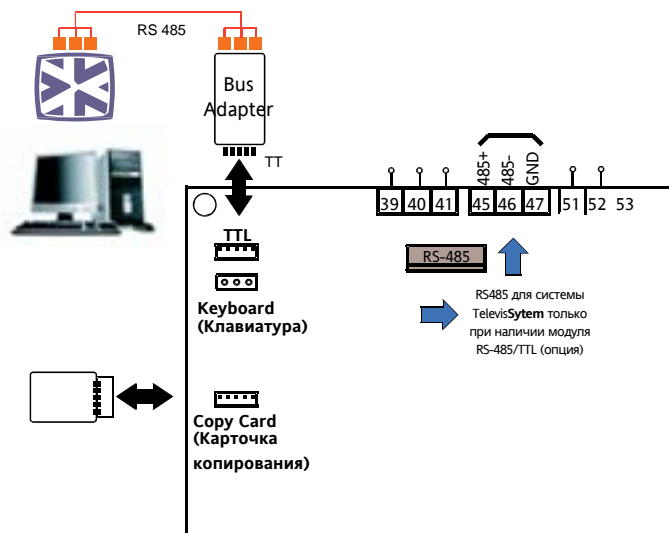 RS 485
Bus
Adapter
TT
485+
485-
GND
39 40 41 45 46 47 51 52 53
TTL
RS-485
Keyboard
(Клавиатура)
RS485 для системы
TelevisSytem только
при наличии модуля
RS-485/TTL (опция)
Copy Card
(Карточка
копирования)